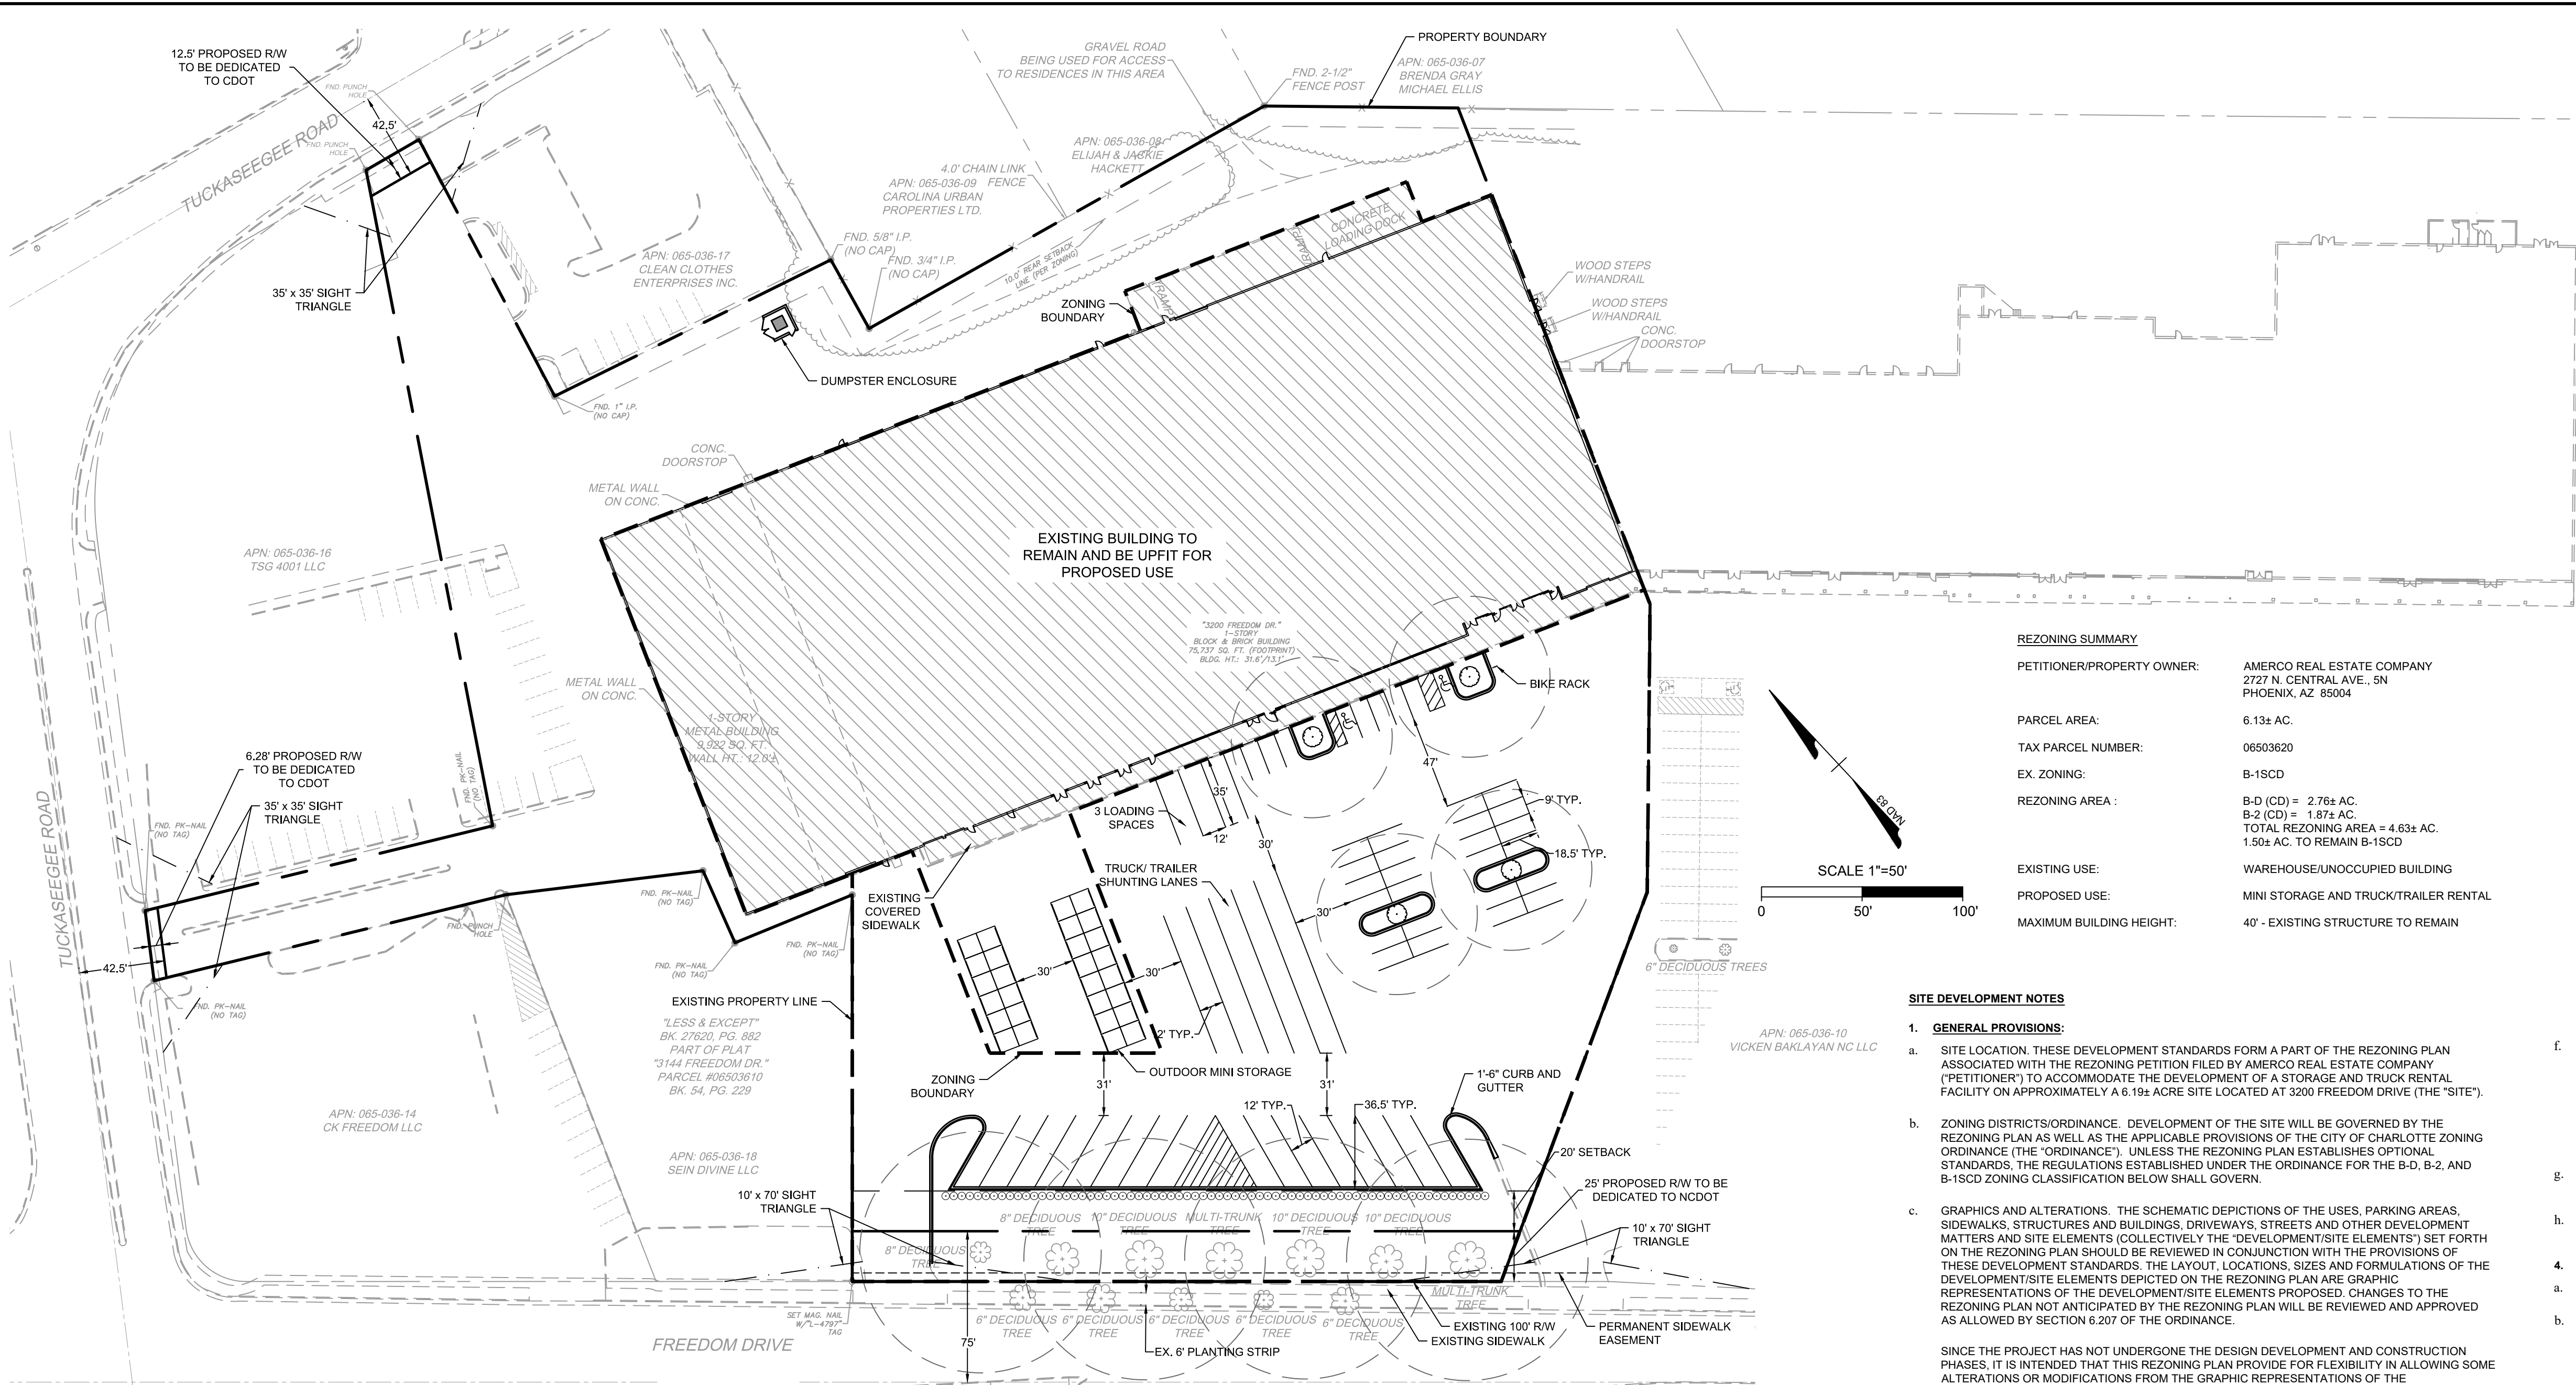 12.5' PROPOSED R/W
TO BE DEDICATED
TO CDOT
FND. PUNCH
HOLE
42.5'
FND. PUNCH
HOLE
TUCKASEEGEE ROAD
35' x 35' SIGHT
TRIANGLE
GRAVEL ROAD
BEING USED FOR ACCESS
TO RESIDENCES IN THIS AREA
PROPERTY BOUNDARY
FND. 2-1/2"
FENCE POST
APN: 065-036-07
BRENDA GRAY
MICHAEL ELLIS
APN: 065-036-08
ELIJAH & JACKIE
HACKETT
4.0' CHAIN LINK
FENCE
APN: 065-036-09
CAROLINA URBAN
PROPERTIES LTD.
FND. 5/8" I.P.
(NO CAP)
FND. 3/4" I.P.
(NO CAP)
10.0' REAR SETBACK
LINE (PER ZONING)
APN: 065-036-17
CLEAN CLOTHES
ENTERPRISES INC.
CONCRETE
LOADING DOCK
RAMP
RAMP
ZONING
BOUNDARY
WOOD STEPS
W/HANDRAIL
WOOD STEPS
W/HANDRAIL
CONC.
DOORSTOP
DUMPSTER ENCLOSURE
FND. 1" I.P.
(NO CAP)
CONC.
DOORSTOP
METAL WALL
ON CONC.
EXISTING BUILDING TO
REMAIN AND BE UPFIT FOR
PROPOSED USE
APN: 065-036-16
TSG 4001 LLC
"3200 FREEDOM DR."
1-STORY
BLOCK & BRICK BUILDING
75,737 SQ. FT. (FOOTPRINT)
BLDG. HT.: 31.6'/13.1'
METAL WALL
ON CONC.
1-STORY
METAL BUILDING
9,922 SQ. FT.
WALL HT.: 12.0'±
BIKE RACK
47'
9' TYP.
18.5' TYP.
3 LOADING
SPACES
35'
12'
30'
TRUCK/ TRAILER
SHUNTING LANES
30'
6.28' PROPOSED R/W
TO BE DEDICATED
TO CDOT
35' x 35' SIGHT
TRIANGLE
FND. PK-NAIL
(NO TAG)
FND. PK-NAIL
(NO TAG)
TUCKASEEGEE ROAD
42.5'
FND. PUNCH
HOLE
FND. PK-NAIL
(NO TAG)
FND. PK-NAIL
(NO TAG)
FND. PK-NAIL
(NO TAG)
FND. PK-NAIL
(NO TAG)
EXISTING
COVERED
SIDEWALK
30'
30'
2' TYP.
EXISTING PROPERTY LINE
"LESS & EXCEPT"
BK. 27620, PG. 882
PART OF PLAT
"3144 FREEDOM DR."
PARCEL #06503610
BK. 54, PG. 229
ZONING
BOUNDARY
OUTDOOR MINI STORAGE
31'
31'
1'-6" CURB AND
GUTTER
12' TYP.
36.5' TYP.
APN: 065-036-14
CK FREEDOM LLC
APN: 065-036-18
SEIN DIVINE LLC
10' x 70' SIGHT
TRIANGLE
20' SETBACK
25' PROPOSED R/W TO BE
DEDICATED TO NCDOT
10' x 70' SIGHT
TRIANGLE
8" DECIDUOUS
TREE
10" DECIDUOUS
TREE
MULTI-TRUNK
TREE
10" DECIDUOUS
TREE
10" DECIDUOUS
TREE
8" DECIDUOUS
TREE
MULTI-TRUNK
TREE
6" DECIDUOUS
TREE
6" DECIDUOUS
TREE
6" DECIDUOUS
TREE
6" DECIDUOUS
TREE
6" DECIDUOUS
TREE
SET MAG. NAIL
W/"L-4797"
TAG
FREEDOM DRIVE
75'
EX. 6' PLANTING STRIP
EXISTING 100' R/W
EXISTING SIDEWALK
PERMANENT SIDEWALK
EASEMENT
6" DECIDUOUS TREES
APN: 065-036-10
VICKEN BAKLAYAN NC LLC
NAD 83
SCALE 1"=50'
0 50' 100'
REZONING SUMMARY
PETITIONER/PROPERTY OWNER: AMERCO REAL ESTATE COMPANY
2727 N. CENTRAL AVE., 5N
PHOENIX, AZ 85004
PARCEL AREA: 6.13± AC.
TAX PARCEL NUMBER: 06503620
EX. ZONING: B-1SCD
REZONING AREA : B-D (CD) = 2.76± AC.
B-2 (CD) = 1.87± AC.
TOTAL REZONING AREA = 4.63± AC.
1.50± AC. TO REMAIN B-1SCD
EXISTING USE: WAREHOUSE/UNOCCUPIED BUILDING
PROPOSED USE: MINI STORAGE AND TRUCK/TRAILER RENTAL
MAXIMUM BUILDING HEIGHT: 40' - EXISTING STRUCTURE TO REMAIN
SITE DEVELOPMENT NOTES
1. GENERAL PROVISIONS:
a. SITE LOCATION. THESE DEVELOPMENT STANDARDS FORM A PART OF THE REZONING PLAN
ASSOCIATED WITH THE REZONING PETITION FILED BY AMERCO REAL ESTATE COMPANY
("PETITIONER") TO ACCOMMODATE THE DEVELOPMENT OF A STORAGE AND TRUCK RENTAL
FACILITY ON APPROXIMATELY A 6.19± ACRE SITE LOCATED AT 3200 FREEDOM DRIVE (THE "SITE").
b. ZONING DISTRICTS/ORDINANCE. DEVELOPMENT OF THE SITE WILL BE GOVERNED BY THE
REZONING PLAN AS WELL AS THE APPLICABLE PROVISIONS OF THE CITY OF CHARLOTTE ZONING
ORDINANCE (THE "ORDINANCE"). UNLESS THE REZONING PLAN ESTABLISHES OPTIONAL
STANDARDS, THE REGULATIONS ESTABLISHED UNDER THE ORDINANCE FOR THE B-D, B-2, AND
B-1SCD ZONING CLASSIFICATION BELOW SHALL GOVERN.
c. GRAPHICS AND ALTERATIONS. THE SCHEMATIC DEPICTIONS OF THE USES, PARKING AREAS,
SIDEWALKS, STRUCTURES AND BUILDINGS, DRIVEWAYS, STREETS AND OTHER DEVELOPMENT
MATTERS AND SITE ELEMENTS (COLLECTIVELY THE "DEVELOPMENT/SITE ELEMENTS") SET FORTH
ON THE REZONING PLAN SHOULD BE REVIEWED IN CONJUNCTION WITH THE PROVISIONS OF
THESE DEVELOPMENT STANDARDS. THE LAYOUT, LOCATIONS, SIZES AND FORMULATIONS OF THE
DEVELOPMENT/SITE ELEMENTS DEPICTED ON THE REZONING PLAN ARE GRAPHIC
REPRESENTATIONS OF THE DEVELOPMENT/SITE ELEMENTS PROPOSED. CHANGES TO THE
REZONING PLAN NOT ANTICIPATED BY THE REZONING PLAN WILL BE REVIEWED AND APPROVED
AS ALLOWED BY SECTION 6.207 OF THE ORDINANCE.
SINCE THE PROJECT HAS NOT UNDERGONE THE DESIGN DEVELOPMENT AND CONSTRUCTION
PHASES, IT IS INTENDED THAT THIS REZONING PLAN PROVIDE FOR FLEXIBILITY IN ALLOWING SOME
ALTERATIONS OR MODIFICATIONS FROM THE GRAPHIC REPRESENTATIONS OF THE
f.
g.
h.
4.
a.
b.